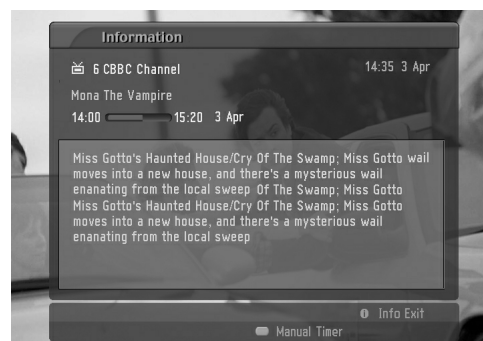 Information
6 CBBC Channel 14:35 3 Apr
Mona The Vampire
14:00 15:20 3 Apr
Miss Gotto's Haunted House/Cry Of The Swamp; Miss Gotto wail
moves into a new house, and there's a mysterious wail
enanating from the local sweep Of The Swamp; Miss Gotto
Miss Gotto's Haunted House/Cry Of The Swamp; Miss Gotto
moves into a new house, and there's a mysterious wail
enanating from the local sweep
i Info Exit
Manual Timer